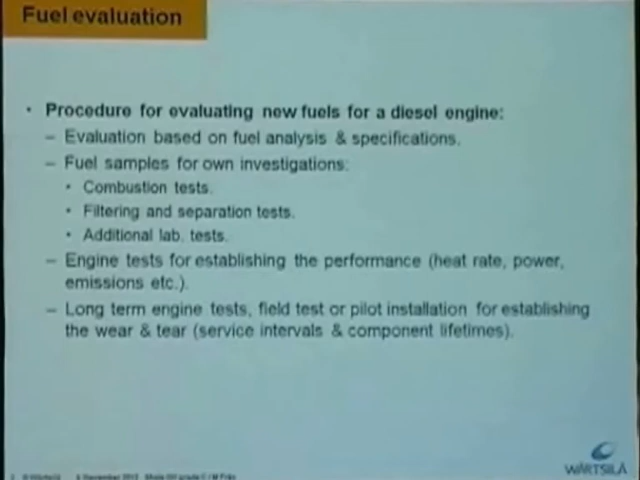 Fuel evaluation
• Procedure for evaluating new fuels for a diesel engine:
– Evaluation based on fuel analysis & specifications.
– Fuel samples for own investigations:
• Combustion tests.
• Filtering and separation tests.
• Additional lab. tests.
– Engine tests for establishing the performance (heat rate, power,
emissions etc.).
– Long term engine tests, field test or pilot installation for establishing
the wear & tear (service intervals & component lifetimes).
WÄRTSILÄ